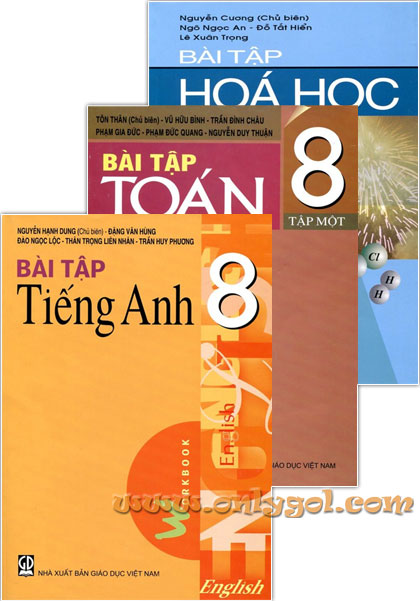 Nguyễn Cương (Chủ biên)
Ngô Ngọc An - Đỗ Tất Hiển
Lê Xuân Trọng
BÀI TẬP
HOÁ HỌC
Cl
H
H
TÔN THÂN (Chủ biên) - VŨ HỮU BÌNH - TRẦN ĐÌNH CHÂU
PHẠM GIA ĐỨC - PHẠM ĐỨC QUANG - NGUYỄN DUY THUẬN
BÀI TẬP
TOÁN
8
TẬP MỘT
GIÁO DỤC VIỆT NAM
NGUYỄN HẠNH DUNG (Chủ biên) - ĐẶNG VĂN HÙNG
ĐÀO NGỌC LỘC - THÂN TRỌNG LIÊN NHÂN - TRẦN HUY PHƯƠNG
BÀI TẬP
Tiếng Anh 8
WORKBOOK
English
English
www.onlygol.com
GD
NHÀ XUẤT BẢN GIÁO DỤC VIỆT NAM
English